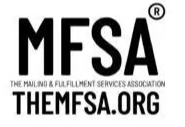 MFSA®
THE MAILING & FULFILLMENT SERVICES ASSOCIATION
THEMFSA.ORG